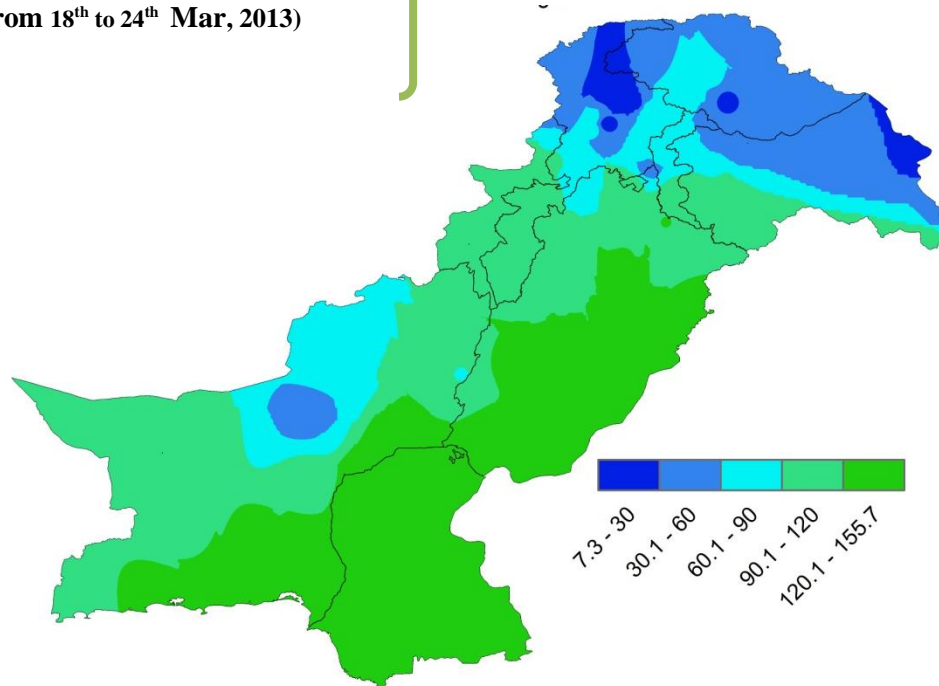 rom 18th to 24th Mar, 2013)
7.3 - 30
30.1 - 60
60.1 - 90
90.1 - 120
120.1 - 155.7